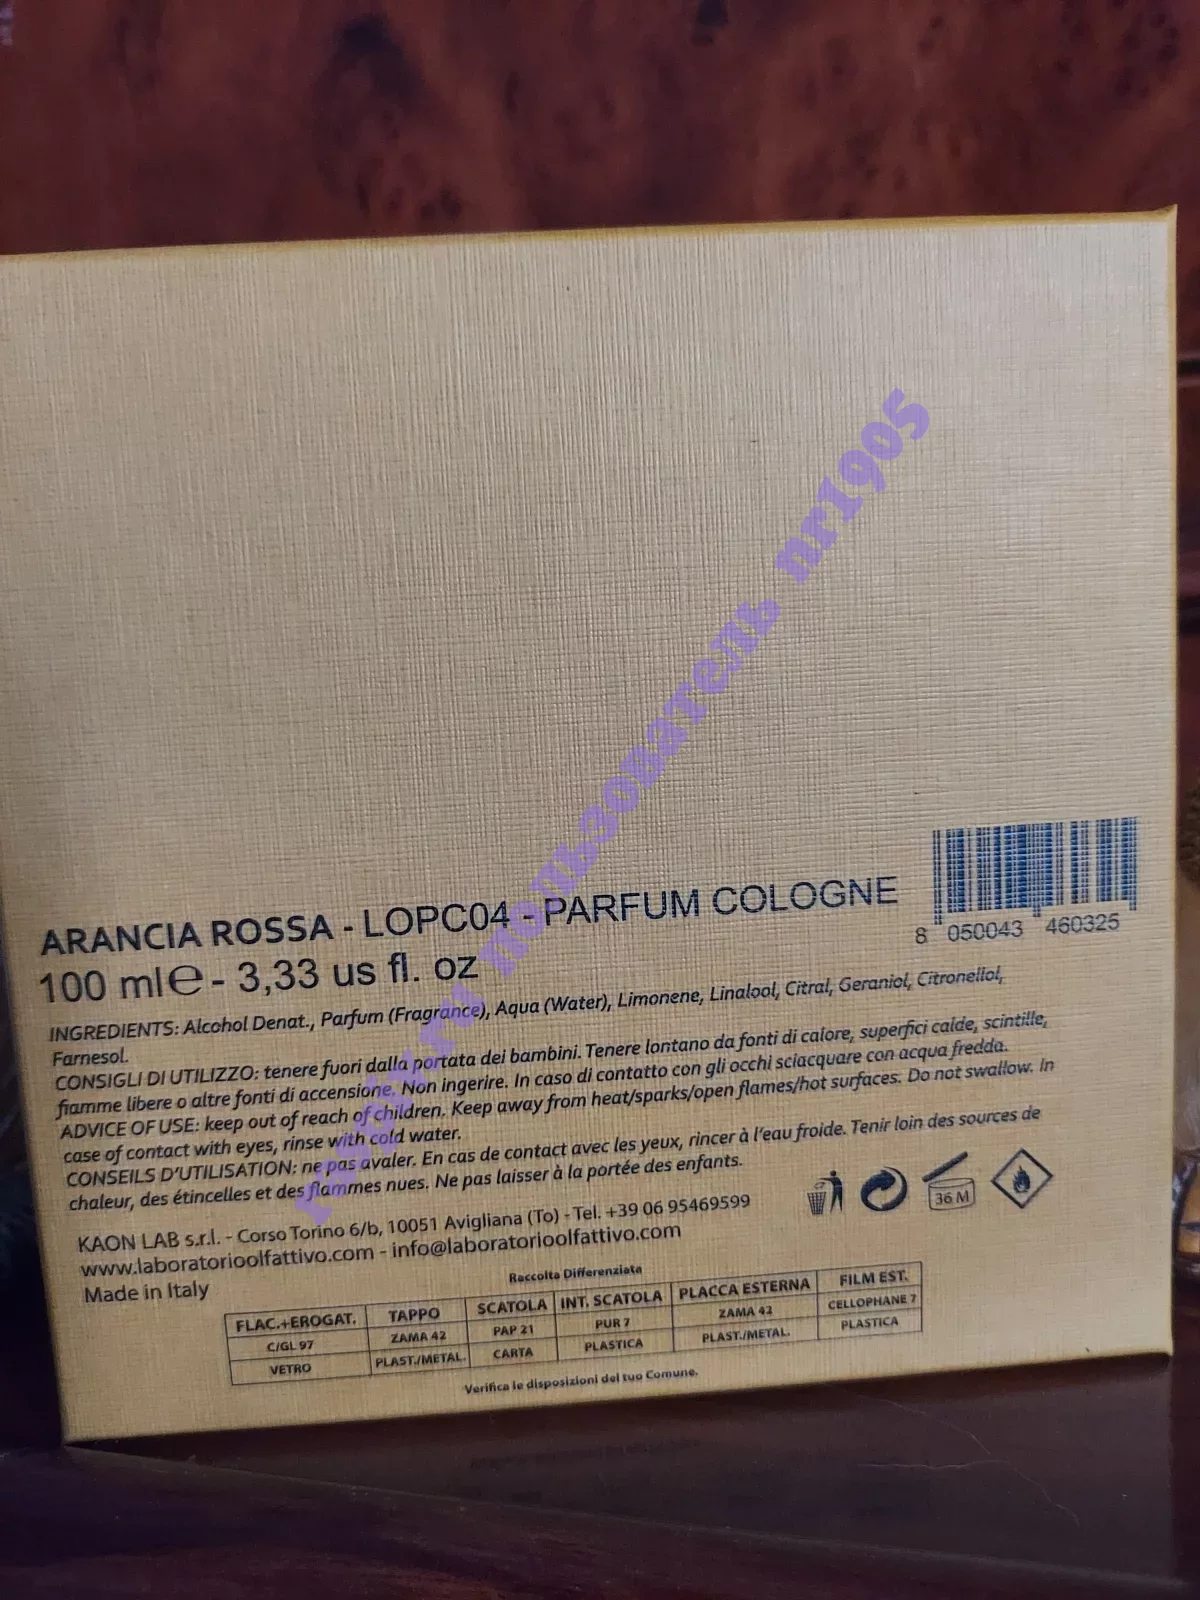 ARANCIA ROSSA - LOPC04 - PARFUM COLOGNE
100 ml e - 3,33 us fl. oz
8 050043 460325
INGREDIENTS: Alcohol Denat., Parfum (Fragrance), Aqua (Water), Limonene, Linalool, Citral, Geraniol, Citronellol,
Farnesol.
CONSIGLI DI UTILIZZO: tenere fuori dalla portata dei bambini. Tenere lontano da fonti di calore, superfici calde, scintille,
fiamme libere o altre fonti di accensione. Non ingerire. In caso di contatto con gli occhi sciacquare con acqua fredda.
ADVICE OF USE: keep out of reach of children. Keep away from heat/sparks/open flames/hot surfaces. Do not swallow. In
case of contact with eyes, rinse with cold water.
CONSEILS D'UTILISATION: ne pas avaler. En cas de contact avec les yeux, rincer à l'eau froide. Tenir loin des sources de
chaleur, des étincelles et des flammes nues. Ne pas laisser à la portée des enfants.
36 M
KAON LAB s.r.l. - Corso Torino 6/b, 10051 Avigliana (To) - Tel. +39 06 95469599
www.laboratorioolfattivo.com - info@laboratorioolfattivo.com
Made in Italy
Raccolta Differenziata
FLAC.+EROGAT. TAPPO SCATOLA INT. SCATOLA PLACCA ESTERNA FILM EST.
C/GL 97 ZAMA 42 PAP 21 PUR 7 ZAMA 42 CELLOPHANE 7
VETRO PLAST./METAL. CARTA PLASTICA PLAST./METAL. PLASTICA
Verifica le disposizioni del tuo Comune.
пользователь nr1905